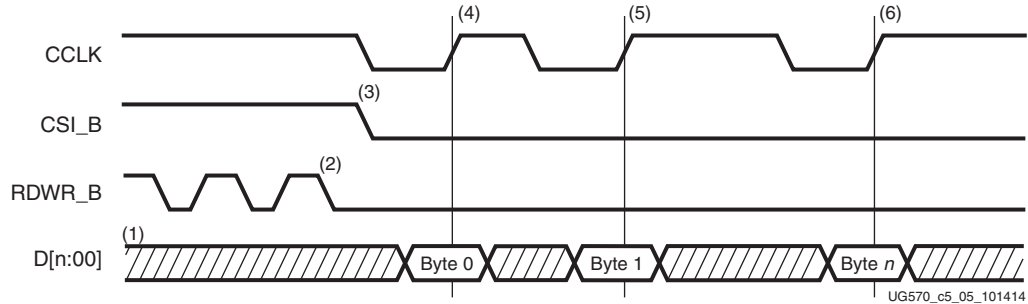 (4) (5) (6)
CCLK
(3)
CSI_B
(2)
RDWR_B
(1)
D[n:00] Byte 0 Byte 1 Byte n
UG570_c5_05_101414